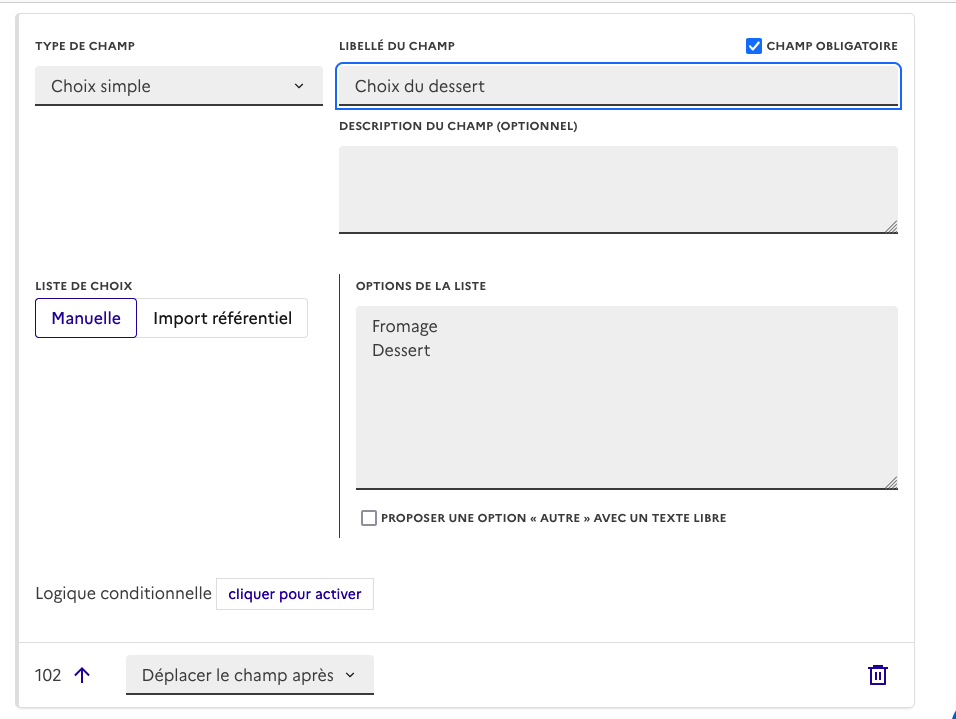 TYPE DE CHAMP
LIBELLÉ DU CHAMP
CHAMP OBLIGATOIRE
Choix simple
Choix du dessert
DESCRIPTION DU CHAMP (OPTIONNEL)
LISTE DE CHOIX
OPTIONS DE LA LISTE
Manuelle
Import référentiel
Fromage
Dessert
PROPOSER UNE OPTION « AUTRE » AVEC UN TEXTE LIBRE
Logique conditionnelle cliquer pour activer
102
Déplacer le champ après